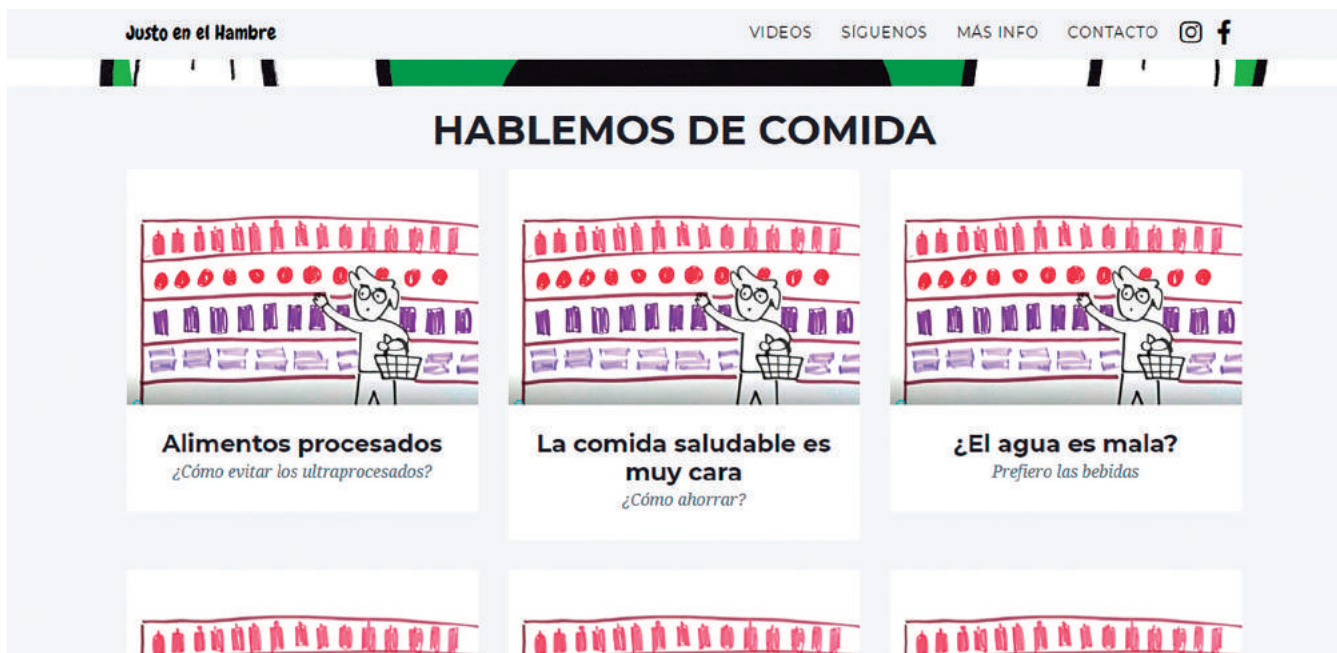 Justo en el Hambre
VIDEOS SÍGUENOS MÁS INFO CONTACTO
HABLEMOS DE COMIDA
Alimentos procesados
¿Cómo evitar los ultraprocesados?
La comida saludable es
muy cara
¿Cómo ahorrar?
¿El agua es mala?
Prefiero las bebidas